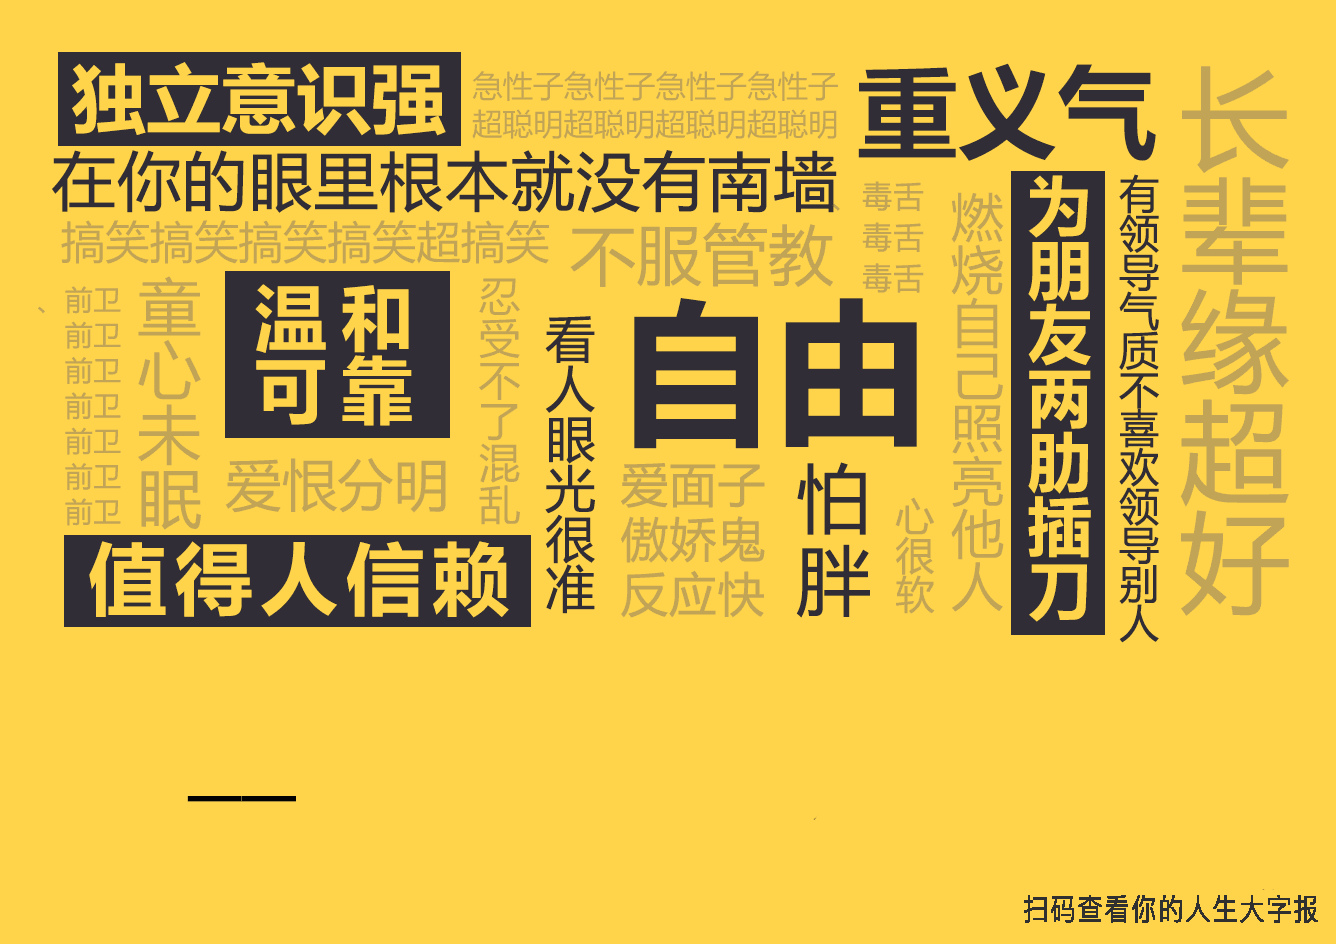 独立意识强
急性子急性子急性子急性子
超聪明超聪明超聪明超聪明
重义气
长辈缘超好
在你的眼里根本就没有南墙
毒舌
毒舌
毒舌
燃烧自己照亮他人
为朋友两肋插刀
有领导气质不喜欢领导别人
搞笑搞笑搞笑搞笑超搞笑
不服管教
前卫
前卫
前卫
前卫
前卫
前卫
前卫
童心未眠
温和
可靠
忍受不了混乱
看人眼光很准
自由
爱恨分明
爱面子
傲娇鬼
反应快
怕胖
心很软
值得人信赖
——
扫码查看你的人生大字报